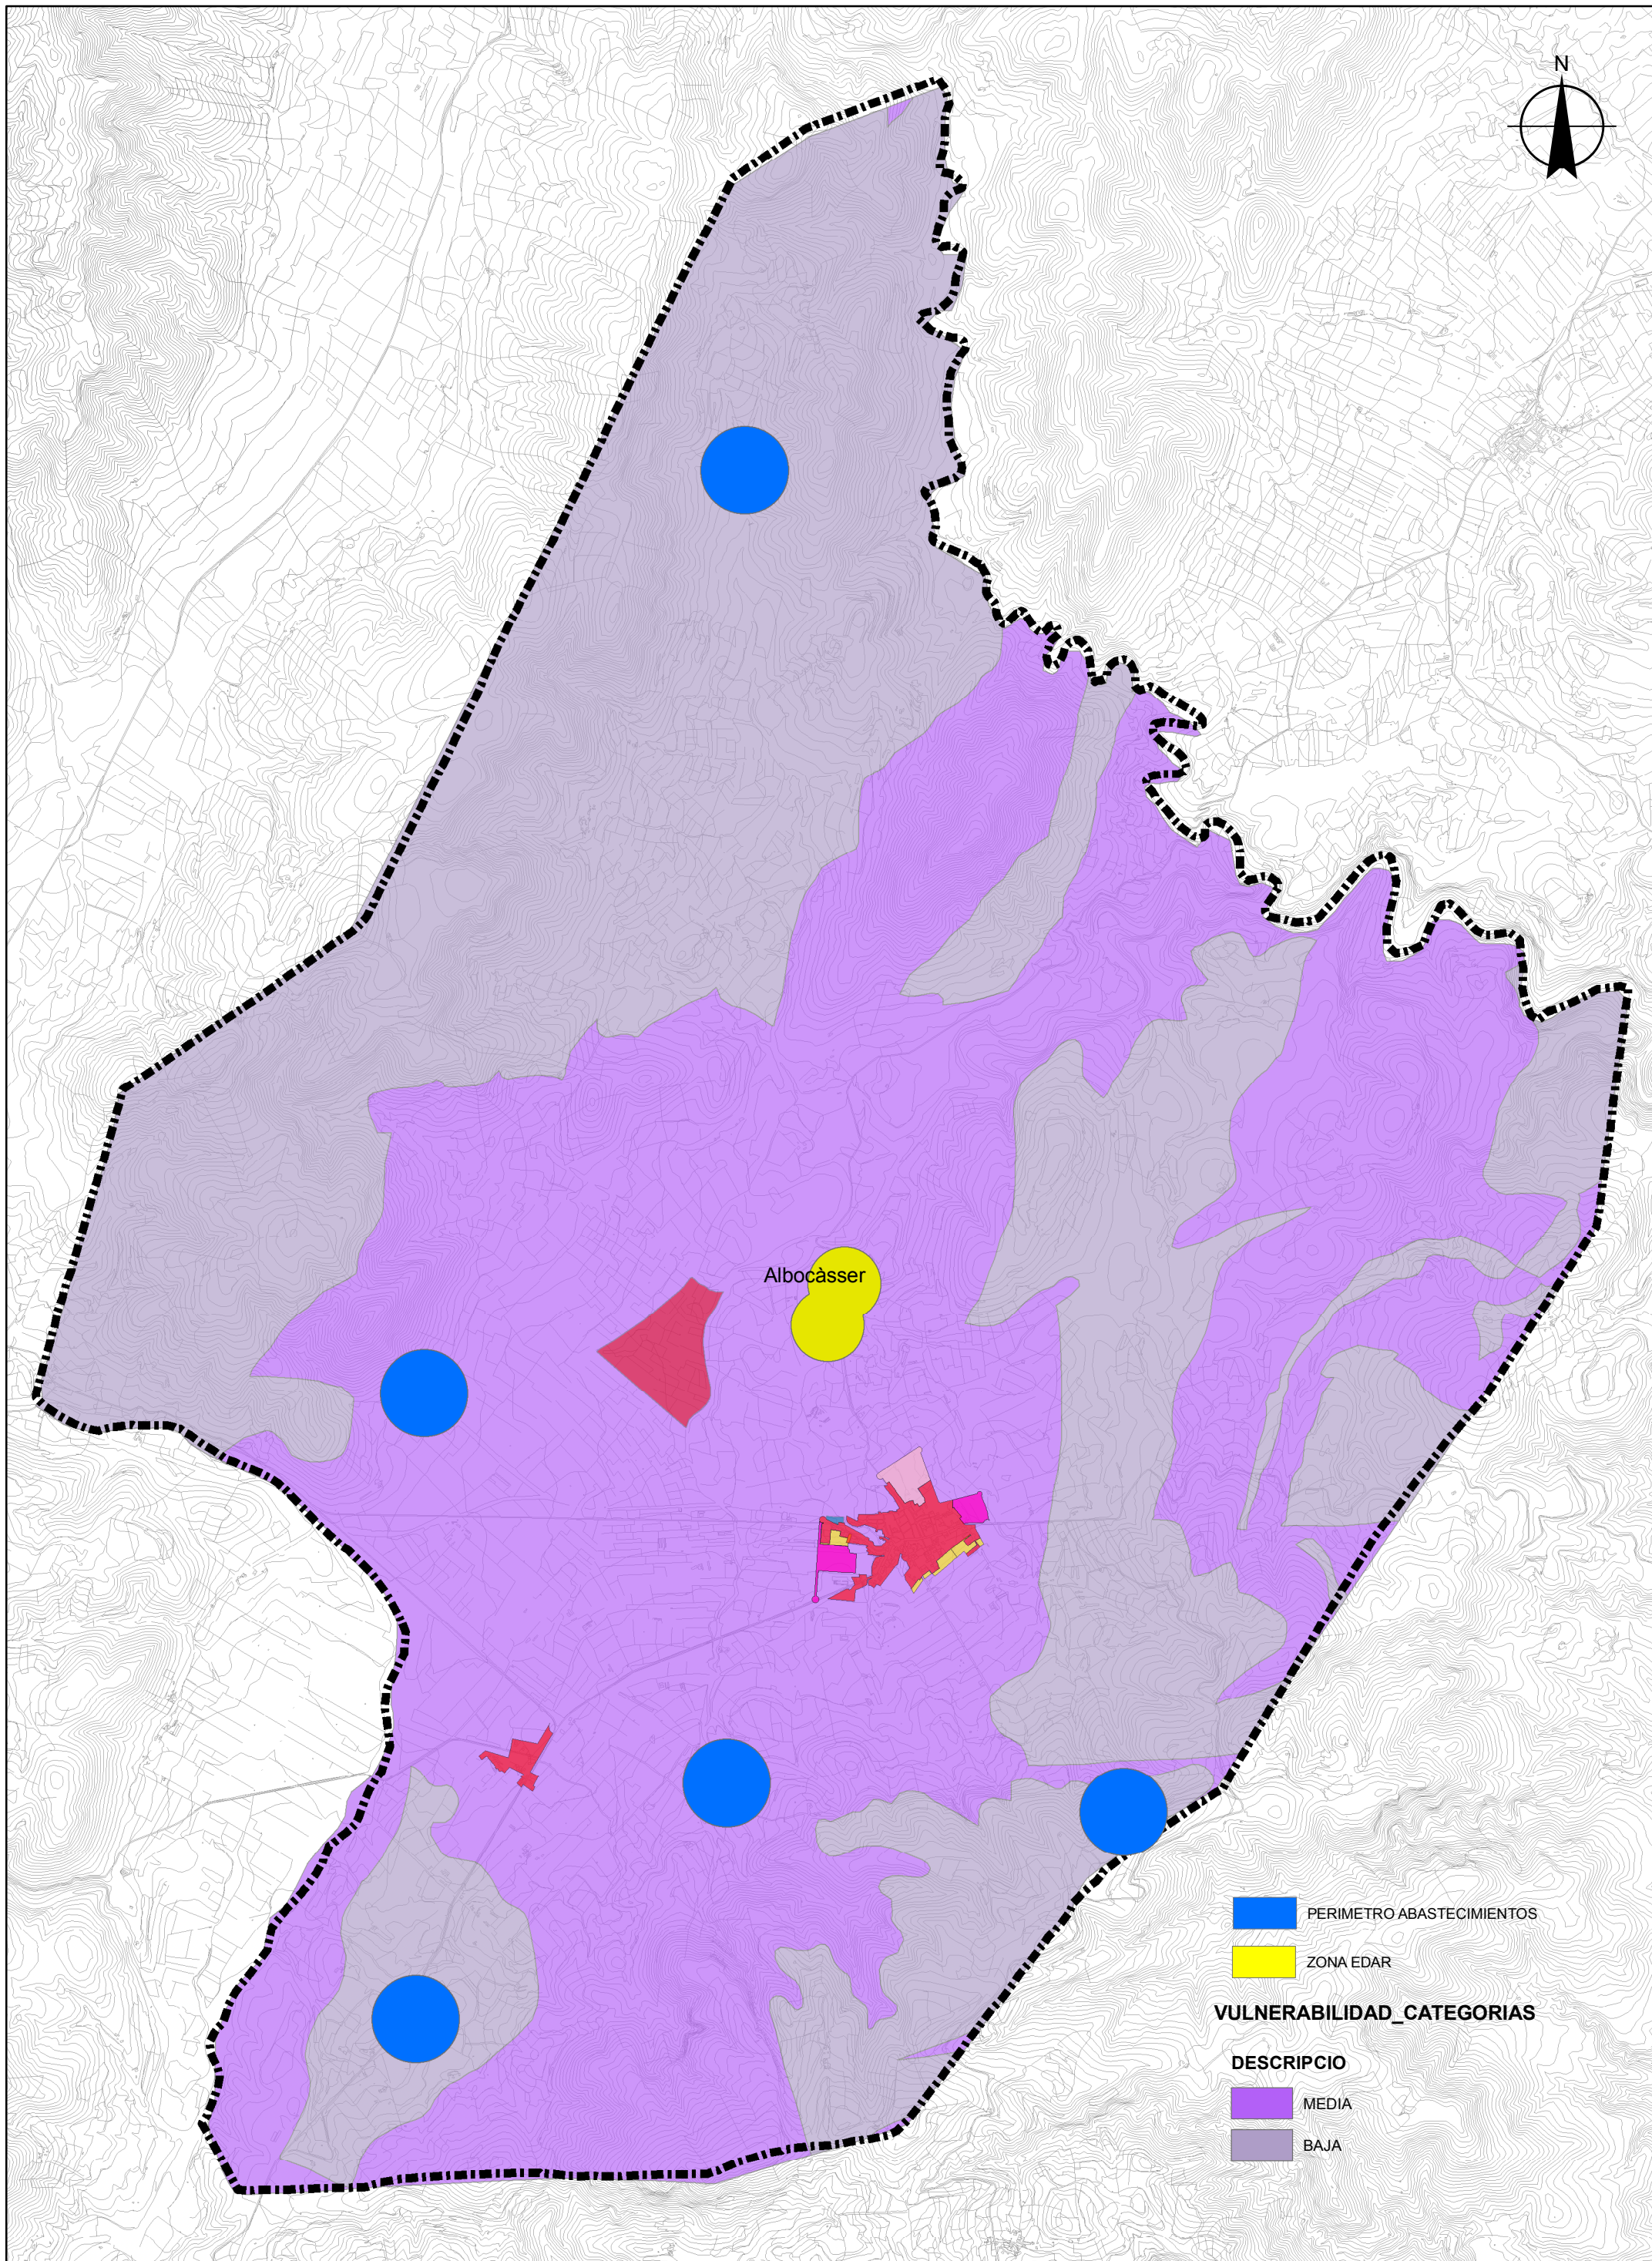 N
Albocàsser
PERIMETRO ABASTECIMIENTOS
ZONA EDAR
VULNERABILIDAD_CATEGORIAS
DESCRIPCIO
MEDIA
BAJA